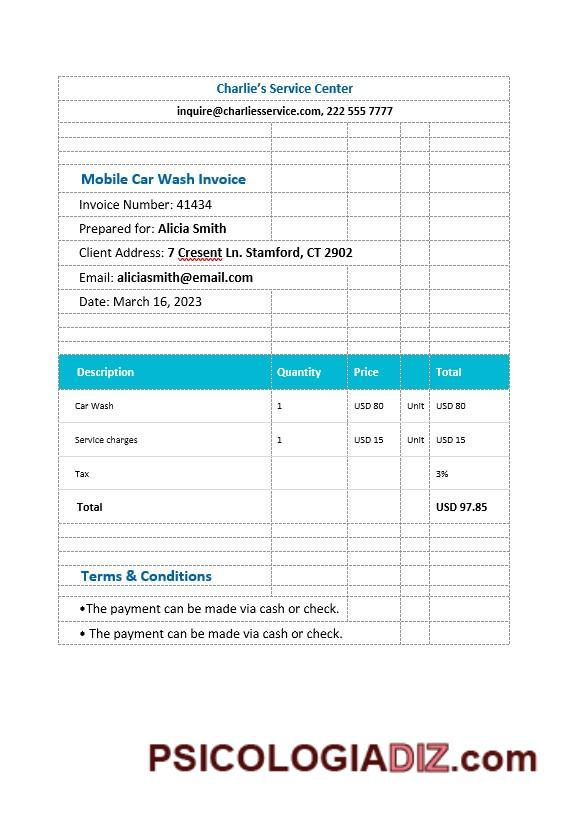 Charlie’s Service Center
inquire@charliesservice.com, 222 555 7777
Mobile Car Wash Invoice
Invoice Number: 41434
Prepared for: Alicia Smith
Client Address: 7 Cresent Ln. Stamford, CT 2902
Email: aliciasmith@email.com
Date: March 16, 2023
Description Quantity Price Total
Car Wash 1 USD 80 Unit USD 80
Service charges 1 USD 15 Unit USD 15
Tax 3%
Total USD 97.85
Terms & Conditions
•The payment can be made via cash or check.
• The payment can be made via cash or check.
PSICOLOGIADIZ.com